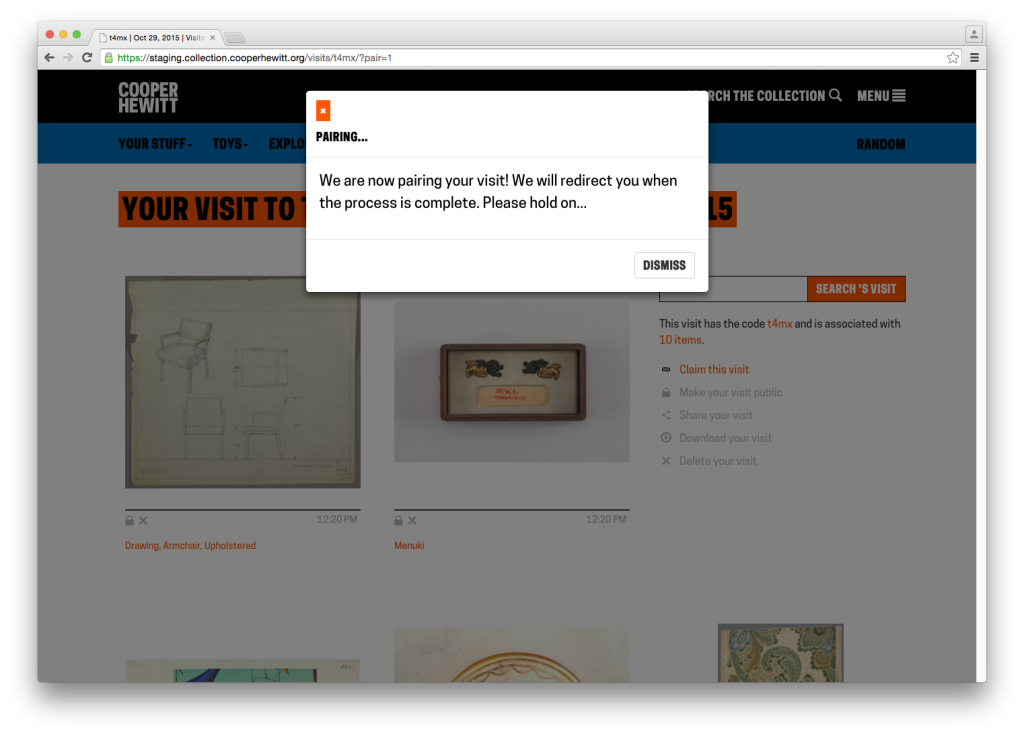 t4mx | Oct 29, 2015 | Visits
https://staging.collection.cooperhewitt.org/visits/t4mx/?pair=1
COOPER
HEWITT
RCH THE COLLECTION
MENU
YOUR STUFF
TOYS
EXPLO
RANDOM
PAIRING...
We are now pairing your visit! We will redirect you when
the process is complete. Please hold on...
DISMISS
YOUR VISIT TO
15
SEARCH 'S VISIT
This visit has the code t4mx and is associated with
10 items.
Claim this visit
Make your visit public
Share your visit
Download your visit
Delete your visit
12:20 PM
Drawing, Armchair, Upholstered
12:20 PM
Menuki